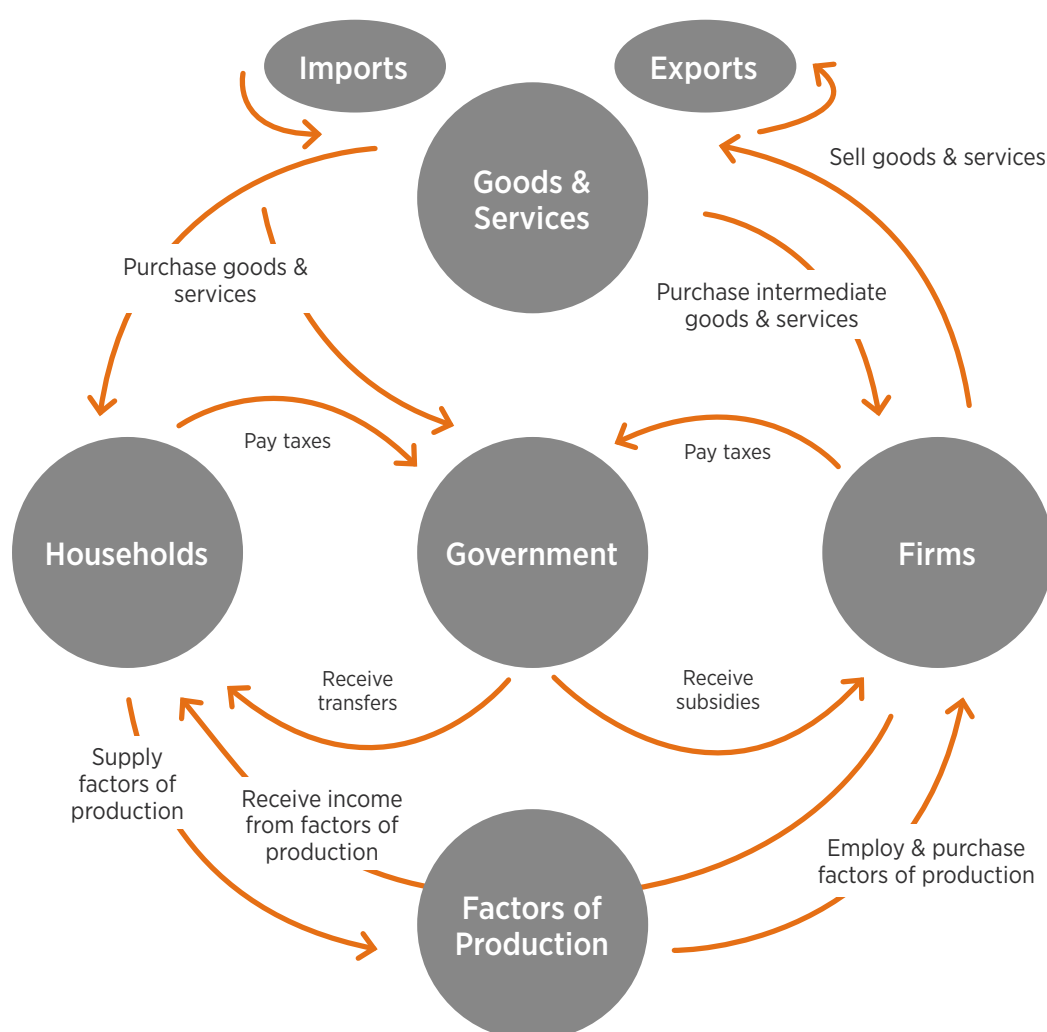 Imports
Exports
Sell goods & services
Goods &
Services
Purchase goods &
services
Purchase intermediate
goods & services
Pay taxes
Pay taxes
Households
Government
Firms
Receive
transfers
Receive
subsidies
Supply
factors of
production
Receive income
from factors of
production
Employ & purchase
factors of production
Factors of
Production